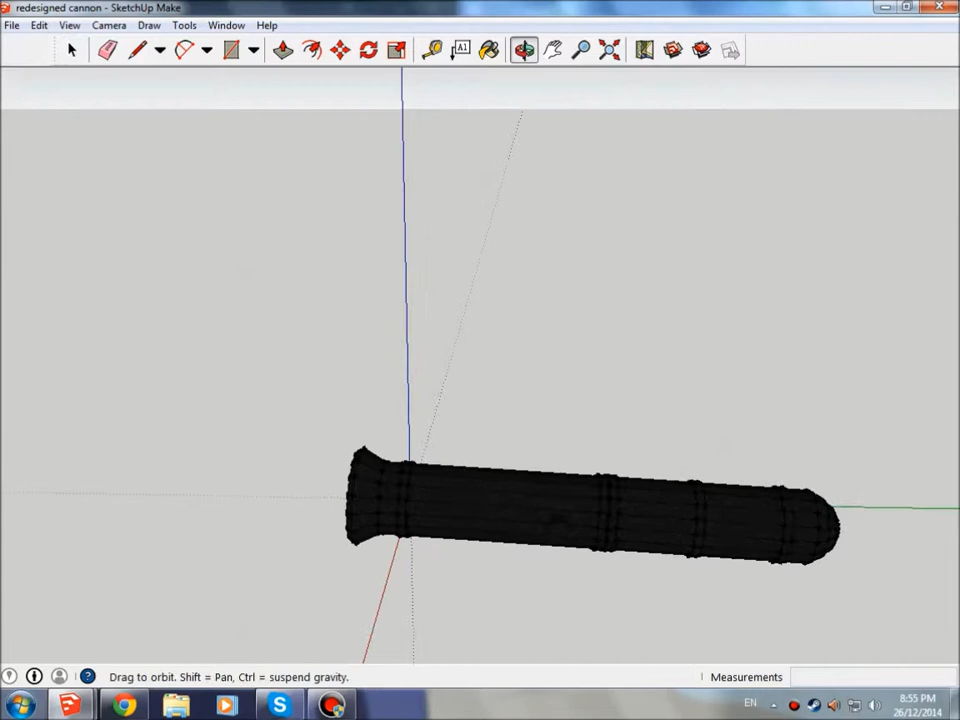 redesigned cannon - SketchUp Make
File Edit View Camera Draw Tools Window Help
A1
Drag to orbit. Shift = Pan, Ctrl = suspend gravity.
Measurements
EN
8:55 PM
26/12/2014